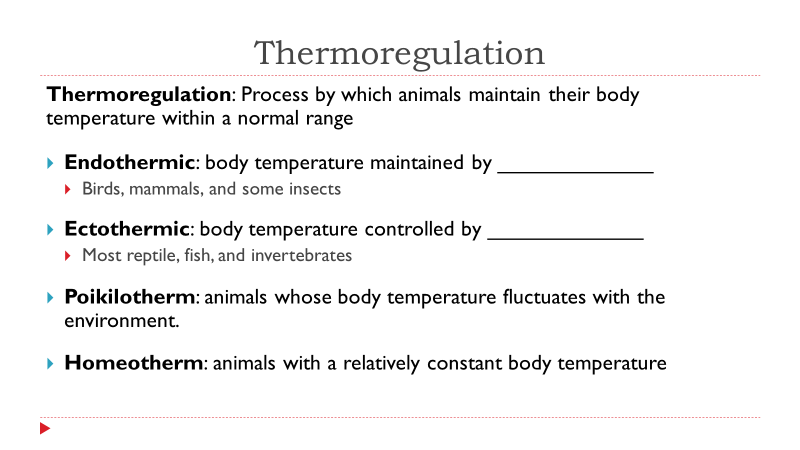 Thermoregulation
Thermoregulation: Process by which animals maintain their body
temperature within a normal range
Endothermic: body temperature maintained by ______________
Birds, mammals, and some insects
Ectothermic: body temperature controlled by ______________
Most reptile, fish, and invertebrates
Poikilotherm: animals whose body temperature fluctuates with the
environment.
Homeotherm: animals with a relatively constant body temperature